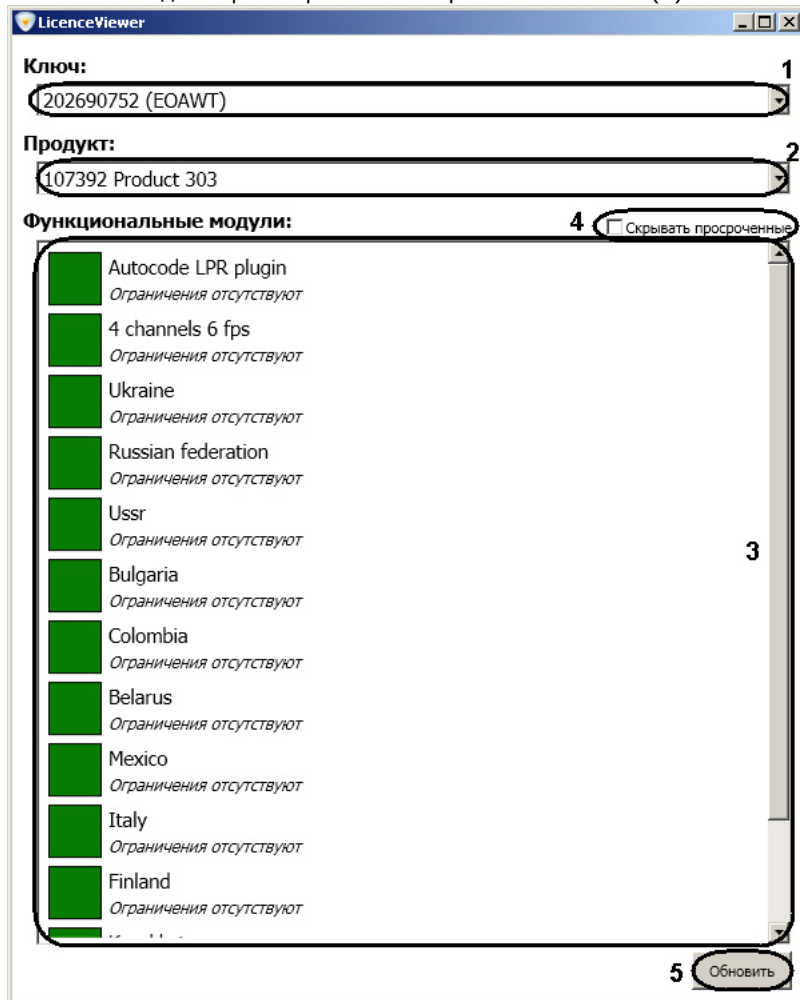 LicenceViewer
Ключ:
1
202690752 (EOAWT)
Продукт:
2
107392 Product 303
Функциональные модули:
4
Скрывать просроченные
Autocode LPR plugin
Ограничения отсутствуют
4 channels 6 fps
Ограничения отсутствуют
Ukraine
Ограничения отсутствуют
Russian federation
Ограничения отсутствуют
Ussr
Ограничения отсутствуют
3
Bulgaria
Ограничения отсутствуют
Colombia
Ограничения отсутствуют
Belarus
Ограничения отсутствуют
Mexico
Ограничения отсутствуют
Italy
Ограничения отсутствуют
Finland
Ограничения отсутствуют
5
Обновить